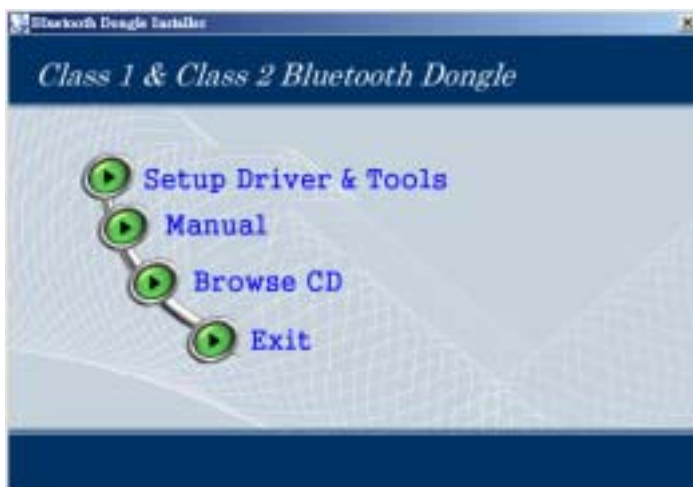 Bluetooth Dongle Installer
Class 1 & Class 2 Bluetooth Dongle
Setup Driver & Tools
Manual
Browse CD
Exit